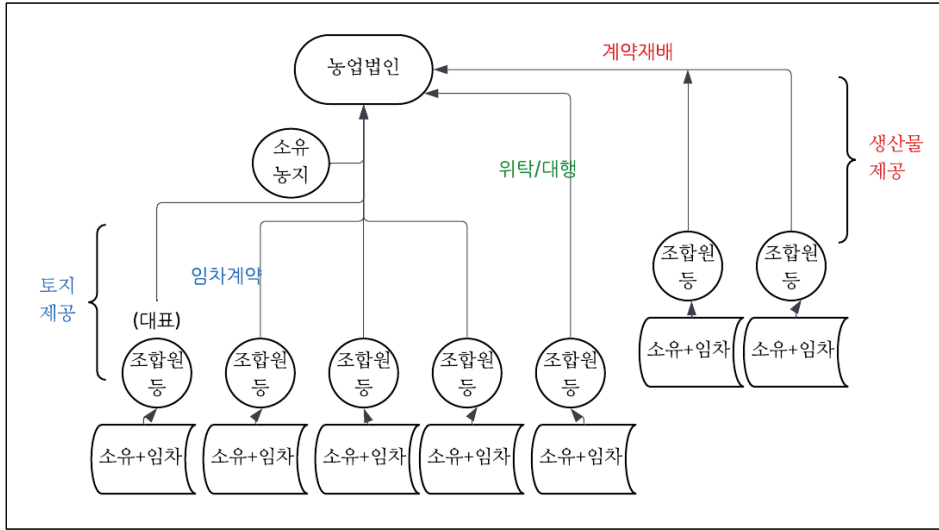 농업법인
계약재배
소유
농지
위탁/대행
생산물
제공
토지
제공
임차계약
(대표)
조합원
등
조합원
등
조합원
등
조합원
등
조합원
등
조합원
등
조합원
등
소유+임차
소유+임차
소유+임차
소유+임차
소유+임차
소유+임차
소유+임차